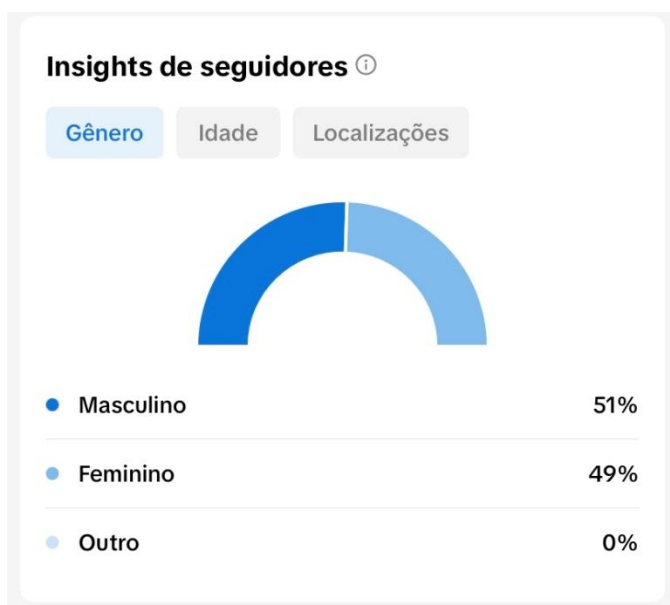 Insights de seguidores
Gênero Idade Localizações
Masculino 51%
Feminino 49%
Outro 0%